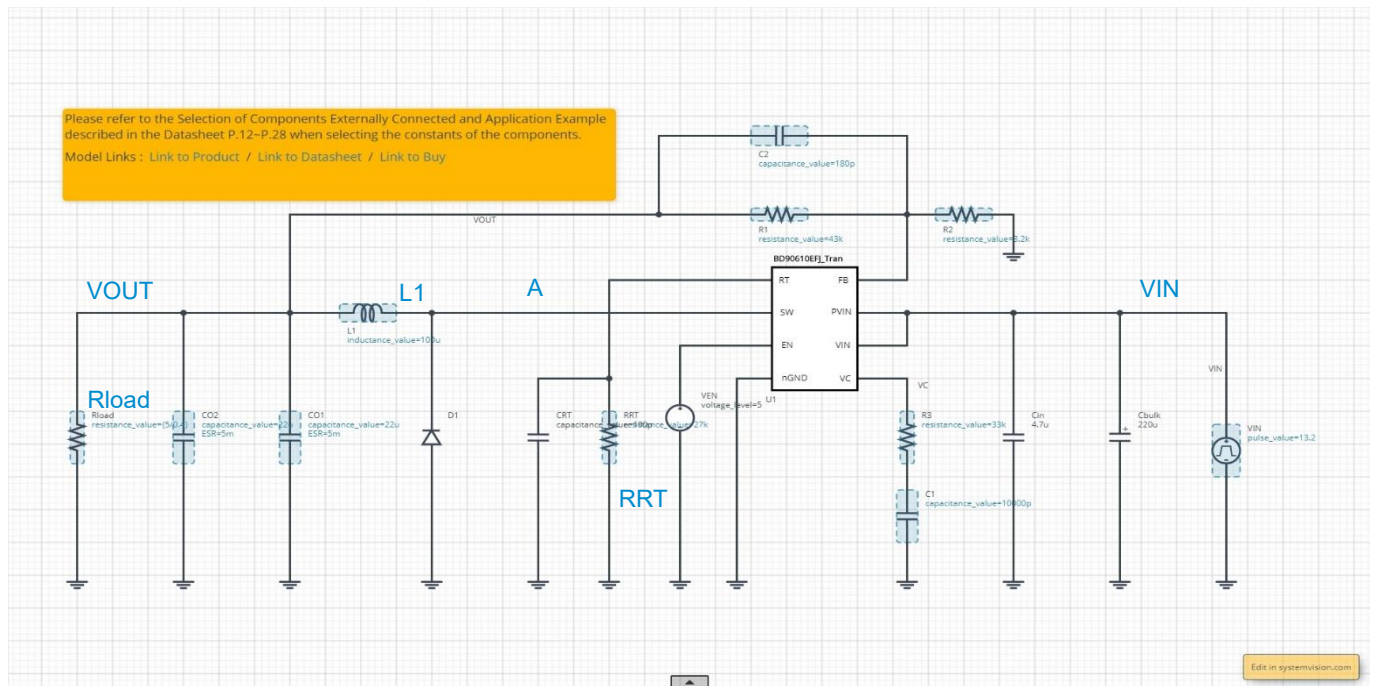 Please refer to the Selection of Components Externally Connected and Application Example
described in the Datasheet P.12~P.28 when selecting the constants of the components.
Model Links : Link to Product / Link to Datasheet / Link to Buy
C2
capacitance_value=180p
VOUT
R1
resistance_value=43k
R2
BD90610EFJ_Tran
RT
FB
VOUT
L1
A
VIN
SW
PVIN
L1
inductance_value=100u
EN
VIN
nGND
VC
U1
VC
VIN
VEN
voltage_level=5
Rload
Rload
CO2
ESR=5m
CO1
capacitance_value=22u
ESR=5m
D1
CRT
RRT
R3
resistance_value=33k
Cin
4.7u
Cbulk
220u
+
VIN
pulse_value=13.2
RRT
C1
capacitance_value=10000p
Edit in systemvision.com